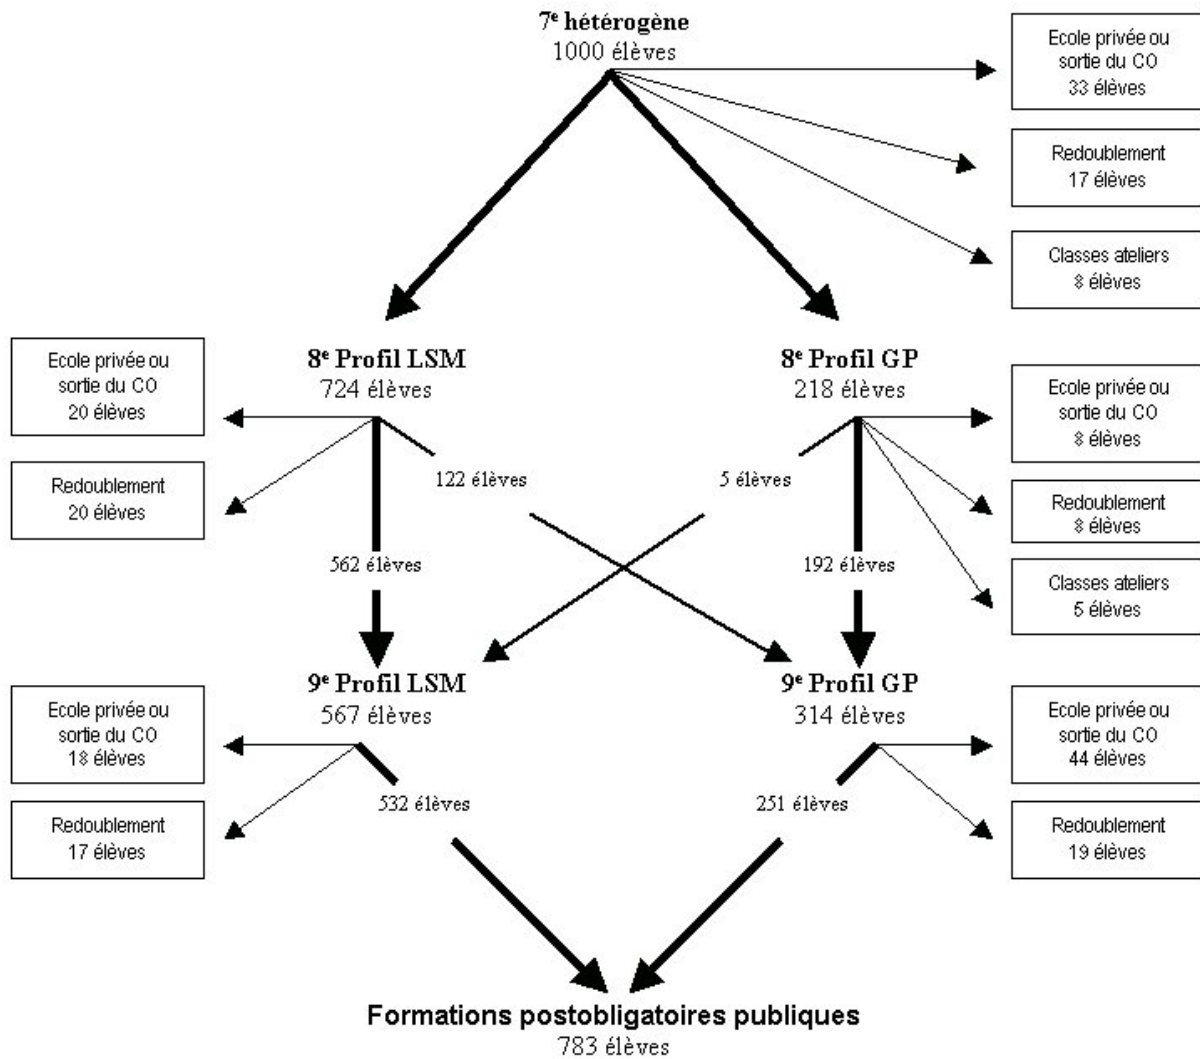 7e hétérogène
1000 élèves
Ecole privée ou
sortie du CO
33 élèves
Redoublement
17 élèves
Classes ateliers
8 élèves
8e Profil LSM
724 élèves
8e Profil GP
218 élèves
Ecole privée ou
sortie du CO
20 élèves
Redoublement
20 élèves
Ecole privée ou
sortie du CO
8 élèves
Redoublement
8 élèves
Classes ateliers
5 élèves
122 élèves
5 élèves
562 élèves
192 élèves
9e Profil LSM
567 élèves
9e Profil GP
314 élèves
Ecole privée ou
sortie du CO
18 élèves
Redoublement
17 élèves
Ecole privée ou
sortie du CO
44 élèves
Redoublement
19 élèves
532 élèves
251 élèves
Formations postobligatoires publiques
783 élèves